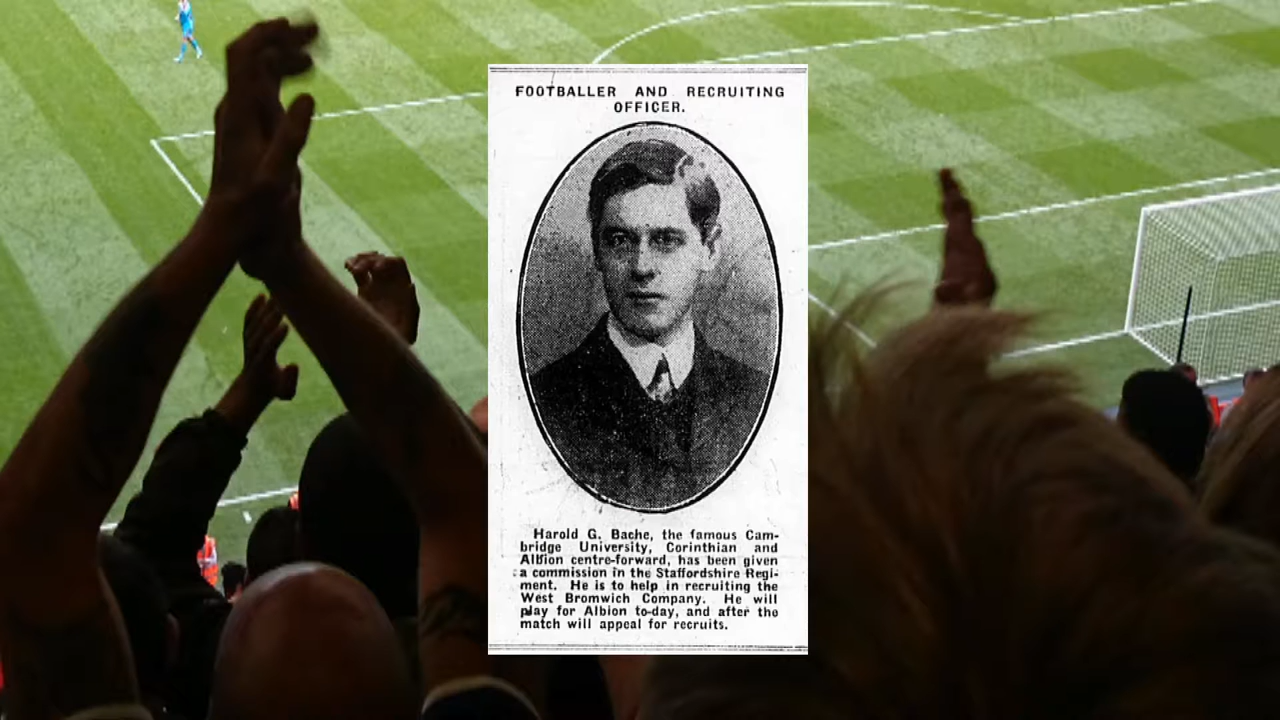 FOOTBALLER AND RECRUITING
OFFICER.
Harold G. Bache, the famous Cam-
bridge University, Corinthian and
Albion centre-forward, has been given
a commission in the Staffordshire Regi-
ment. He is to help in recruiting the
West Bromwich Company. He will
play for Albion to-day, and after the
match will appeal for recruits.